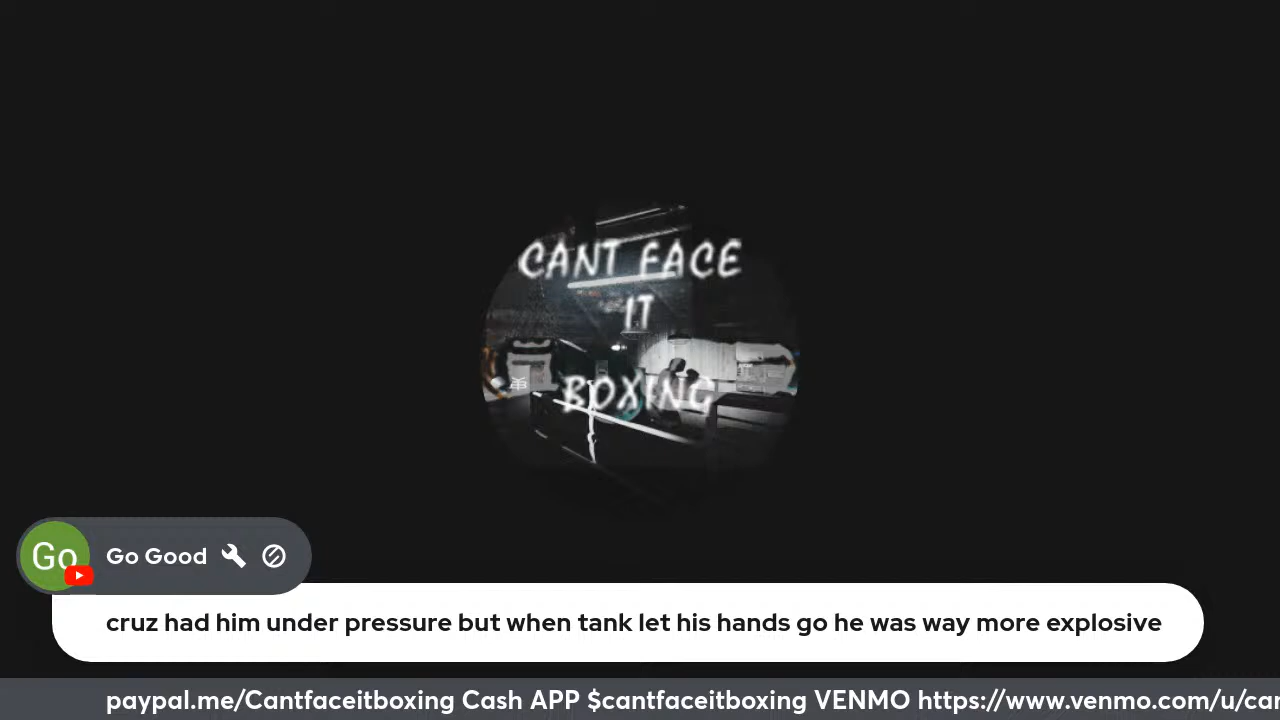 CANT FACE
IT
BOXING
Go Go Good
cruz had him under pressure but when tank let his hands go he was way more explosive
paypal.me/Cantfaceitboxing Cash APP $cantfaceitboxing VENMO https://www.venmo.com/u/can